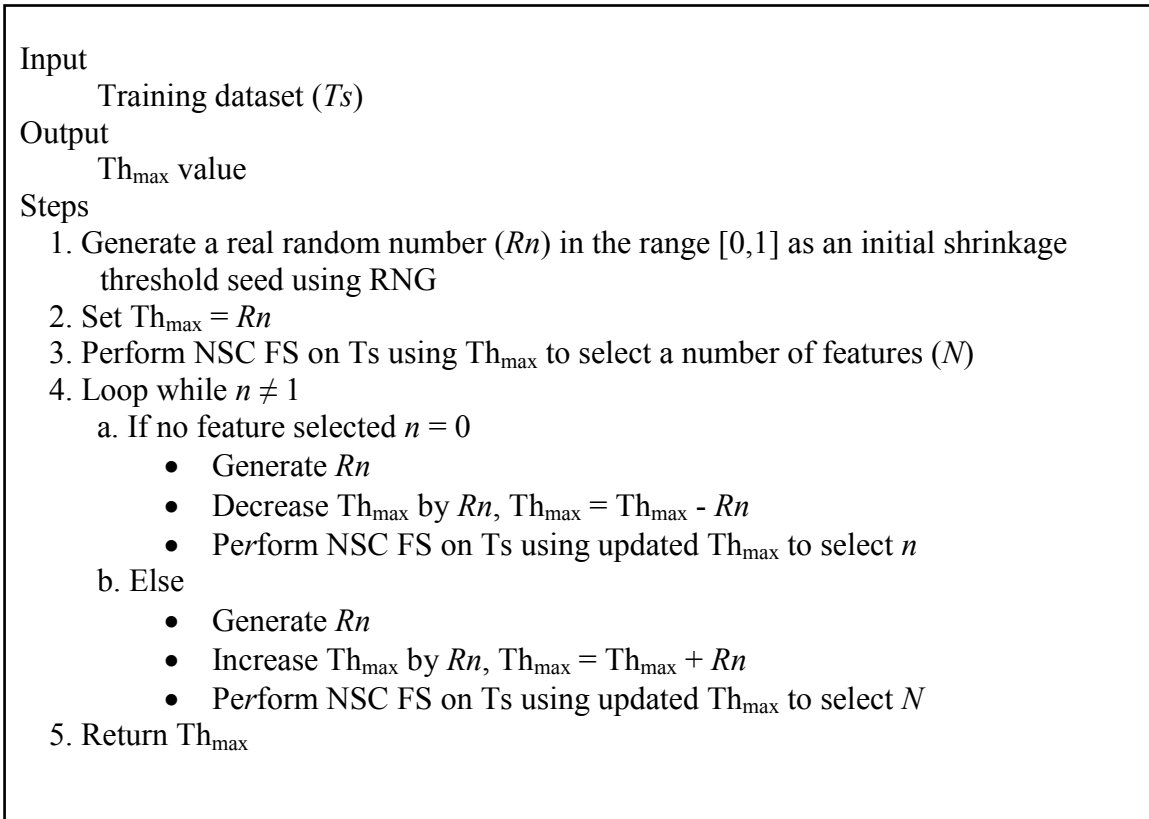 Input
Training dataset (Ts)
Output
Thmax value
Steps
1. Generate a real random number (Rn) in the range [0,1] as an initial shrinkage
threshold seed using RNG
2. Set Thmax = Rn
3. Perform NSC FS on Ts using Thmax to select a number of features (N)
4. Loop while n ≠ 1
a. If no feature selected n = 0
• Generate Rn
• Decrease Thmax by Rn, Thmax = Thmax - Rn
• Perform NSC FS on Ts using updated Thmax to select n
b. Else
• Generate Rn
• Increase Thmax by Rn, Thmax = Thmax + Rn
• Perform NSC FS on Ts using updated Thmax to select N
5. Return Thmax